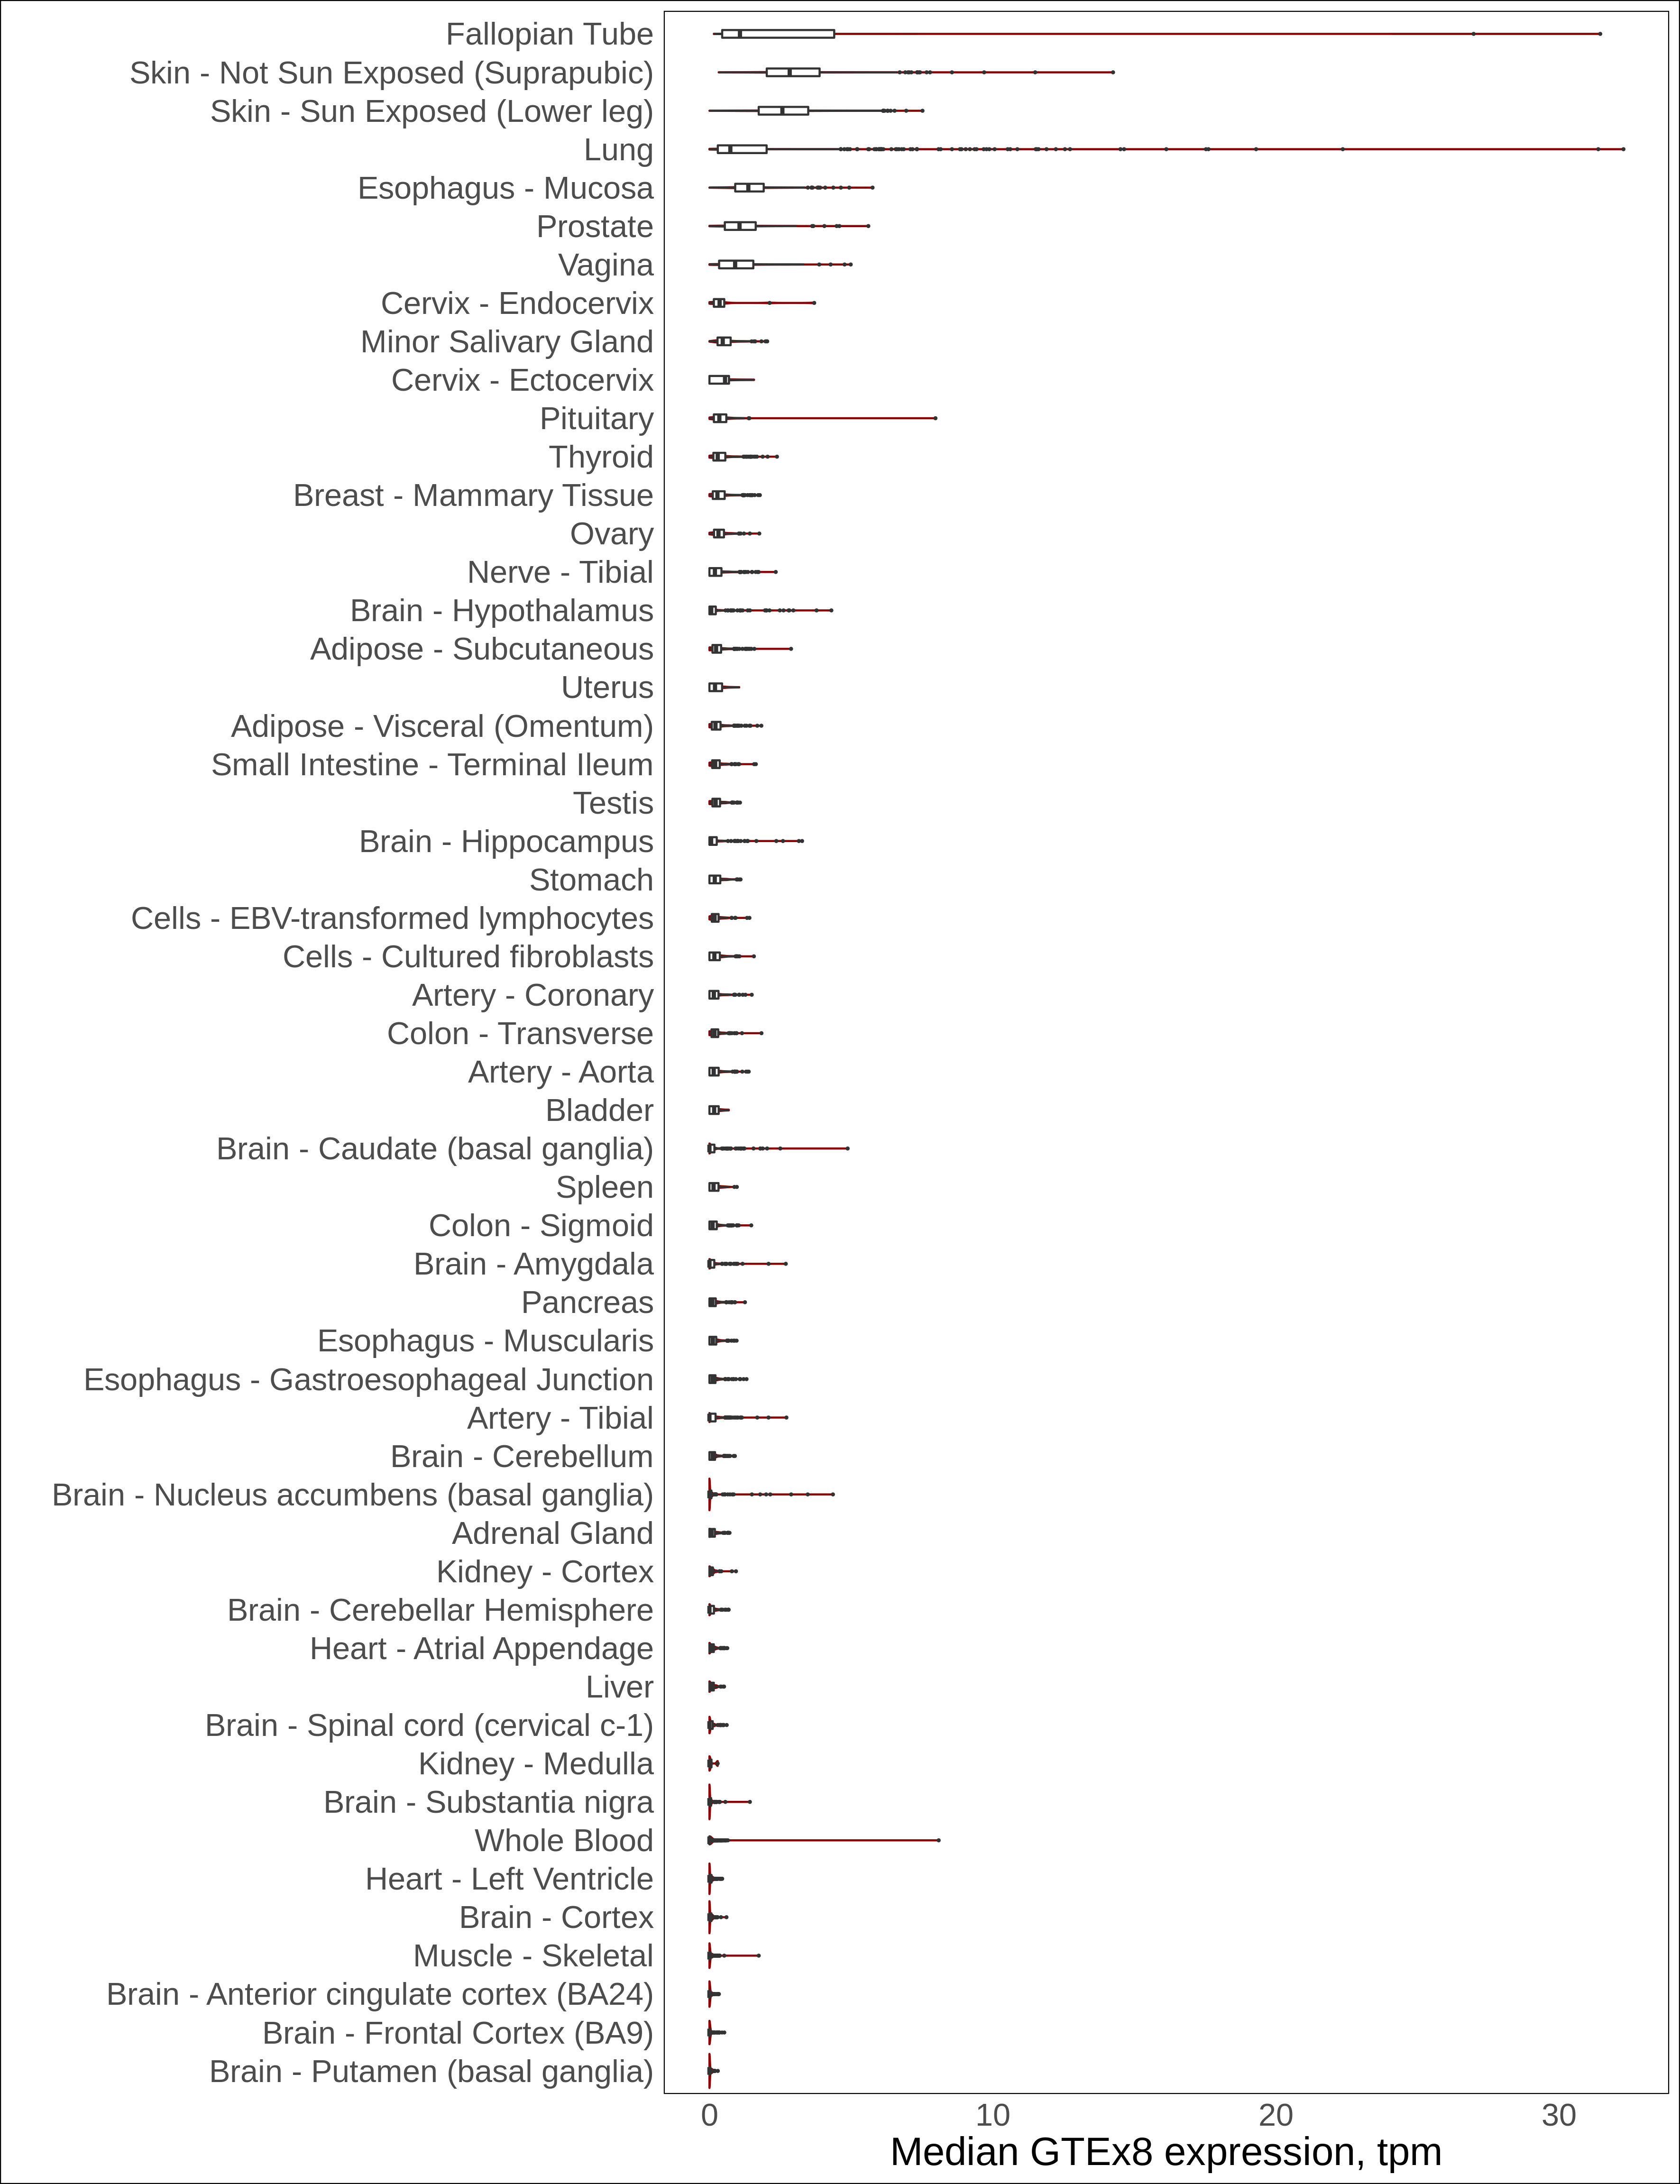 Fallopian Tube
Skin - Not Sun Exposed (Suprapubic)
Skin - Sun Exposed (Lower leg)
Lung
Esophagus - Mucosa
Prostate
Vagina
Cervix - Endocervix
Minor Salivary Gland
Cervix - Ectocervix
Pituitary
Thyroid
Breast - Mammary Tissue
Ovary
Nerve - Tibial
Brain - Hypothalamus
Adipose - Subcutaneous
Uterus
Adipose - Visceral (Omentum)
Small Intestine - Terminal Ileum
Testis
Brain - Hippocampus
Stomach
Cells - EBV-transformed lymphocytes
Cells - Cultured fibroblasts
Artery - Coronary
Colon - Transverse
Artery - Aorta
Bladder
Brain - Caudate (basal ganglia)
Spleen
Colon - Sigmoid
Brain - Amygdala
Pancreas
Esophagus - Muscularis
Esophagus - Gastroesophageal Junction
Artery - Tibial
Brain - Cerebellum
Brain - Nucleus accumbens (basal ganglia)
Adrenal Gland
Kidney - Cortex
Brain - Cerebellar Hemisphere
Heart - Atrial Appendage
Liver
Brain - Spinal cord (cervical c-1)
Kidney - Medulla
Brain - Substantia nigra
Whole Blood
Heart - Left Ventricle
Brain - Cortex
Muscle - Skeletal
Brain - Anterior cingulate cortex (BA24)
Brain - Frontal Cortex (BA9)
Brain - Putamen (basal ganglia)
0 10 20 30
Median GTEx8 expression, tpm